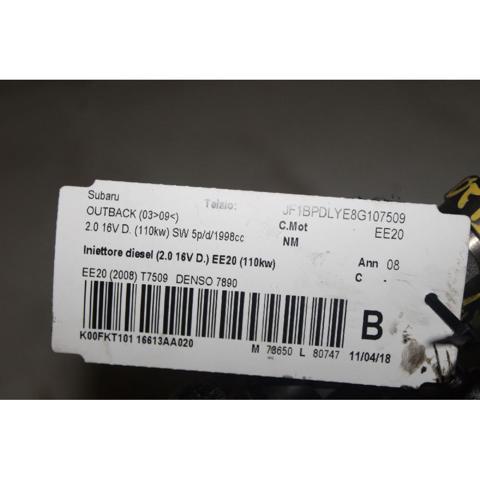 Subaru Telaio: JF1BPDLYE8G107509
OUTBACK (03>09<) C.Mot EE20
2.0 16V D. (110kw) SW 5p/d/1998cc NM
Iniettore diesel (2.0 16V D.) EE20 (110kw) Ann 08
EE20 (2008) T7509 DENSO 7890 C -
B
K00FKT101 16613AA020 M 78650 L 80747 11/04/18